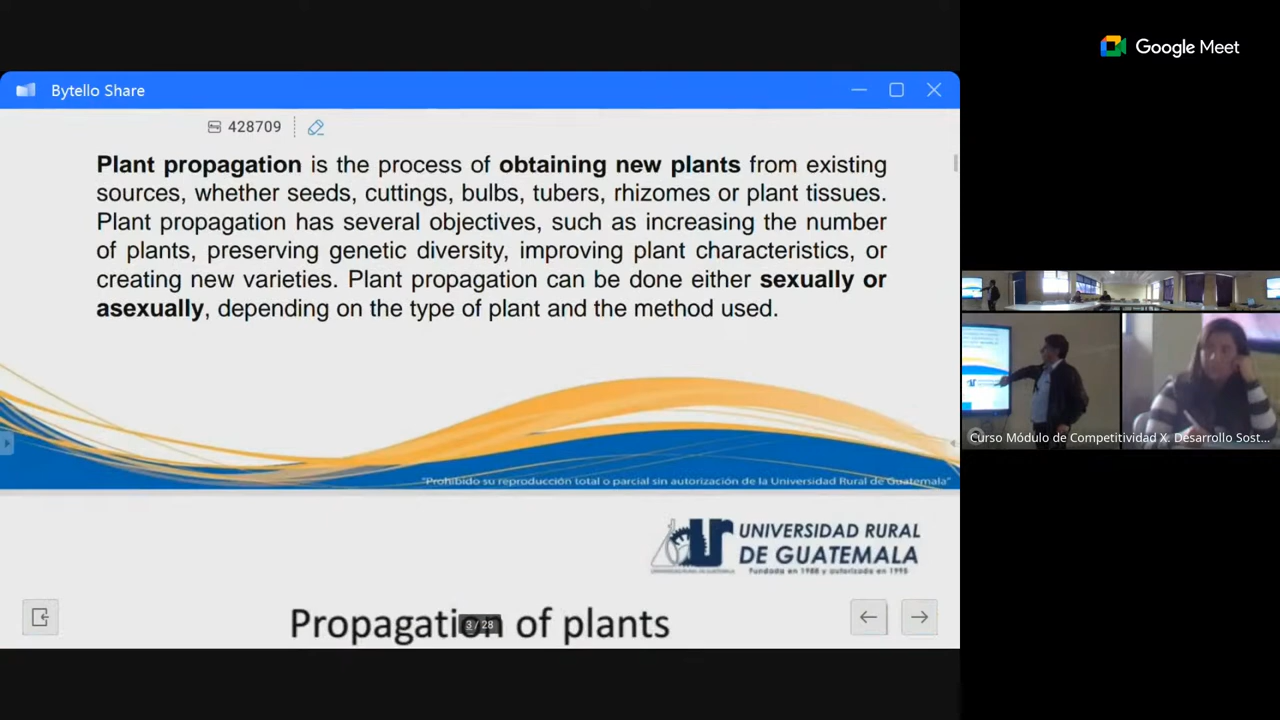 Google Meet
Bytello Share
428709
Plant propagation is the process of obtaining new plants from existing
sources, whether seeds, cuttings, bulbs, tubers, rhizomes or plant tissues.
Plant propagation has several objectives, such as increasing the number
of plants, preserving genetic diversity, improving plant characteristics, or
creating new varieties. Plant propagation can be done either sexually or
asexually, depending on the type of plant and the method used.
"Prohibido su reproducción total o parcial sin autorización de la Universidad Rural de Guatemala"
UNIVERSIDAD RURAL
DE GUATEMALA
Fundada en 1988 y autorizada en 1995
Propagation of plants
3 / 28
Curso Módulo de Competitividad X. Desarrollo Sost...